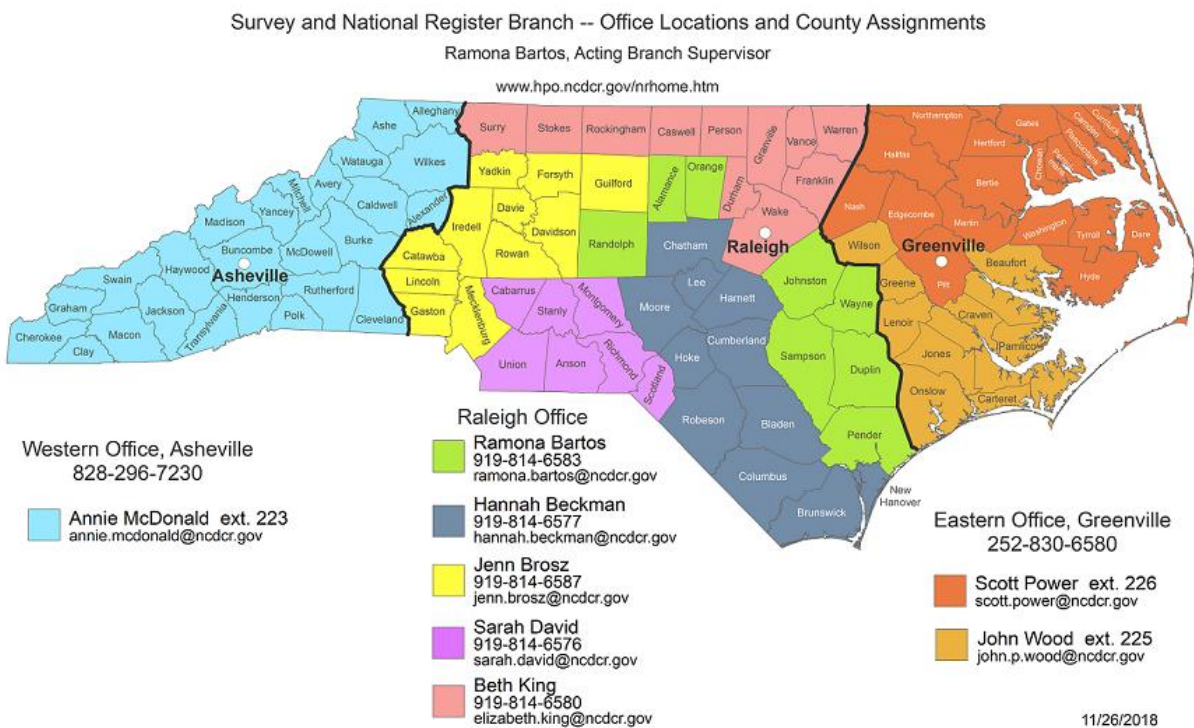 Survey and National Register Branch -- Office Locations and County Assignments
Ramona Bartos, Acting Branch Supervisor
www.hpo.ncdcr.gov/nrhome.htm
Alleghany
Ashe
Surry
Stokes
Rockingham
Caswell
Person
Granville
Vance
Warren
Northampton
Gates
Currituck
Camden
Pasquotank
Perquimans
Chowan
Hertford
Halifax
Watauga
Wilkes
Yadkin
Forsyth
Guilford
Alamance
Orange
Durham
Franklin
Bertie
Mitchell
Avery
Caldwell
Alexander
Davie
Nash
Edgecombe
Martin
Washington
Tyrrell
Dare
Madison
Yancey
Iredell
Davidson
Randolph
Wake
Raleigh
Wilson
Greenville
Beaufort
Buncombe
McDowell
Burke
Catawba
Rowan
Chatham
Swain
Haywood
Asheville
Lincoln
Johnston
Greene
Pitt
Hyde
Graham
Jackson
Henderson
Rutherford
Cleveland
Gaston
Mecklenburg
Cabarrus
Stanly
Montgomery
Moore
Lee
Harnett
Wayne
Lenoir
Craven
Cherokee
Macon
Clay
Transylvania
Polk
Union
Anson
Richmond
Scotland
Hoke
Cumberland
Sampson
Duplin
Jones
Pamlico
Onslow
Carteret
Robeson
Bladen
Pender
Columbus
Brunswick
New
Hanover
Western Office, Asheville
828-296-7230
Annie McDonald ext. 223
annie.mcdonald@ncdcr.gov
Raleigh Office
Ramona Bartos
919-814-6583
ramona.bartos@ncdcr.gov
Hannah Beckman
919-814-6577
hannah.beckman@ncdcr.gov
Jenn Brosz
919-814-6587
jenn.brosz@ncdcr.gov
Sarah David
919-814-6576
sarah.david@ncdcr.gov
Beth King
919-814-6580
elizabeth.king@ncdcr.gov
Eastern Office, Greenville
252-830-6580
Scott Power ext. 226
scott.power@ncdcr.gov
John Wood ext. 225
john.p.wood@ncdcr.gov
11/26/2018